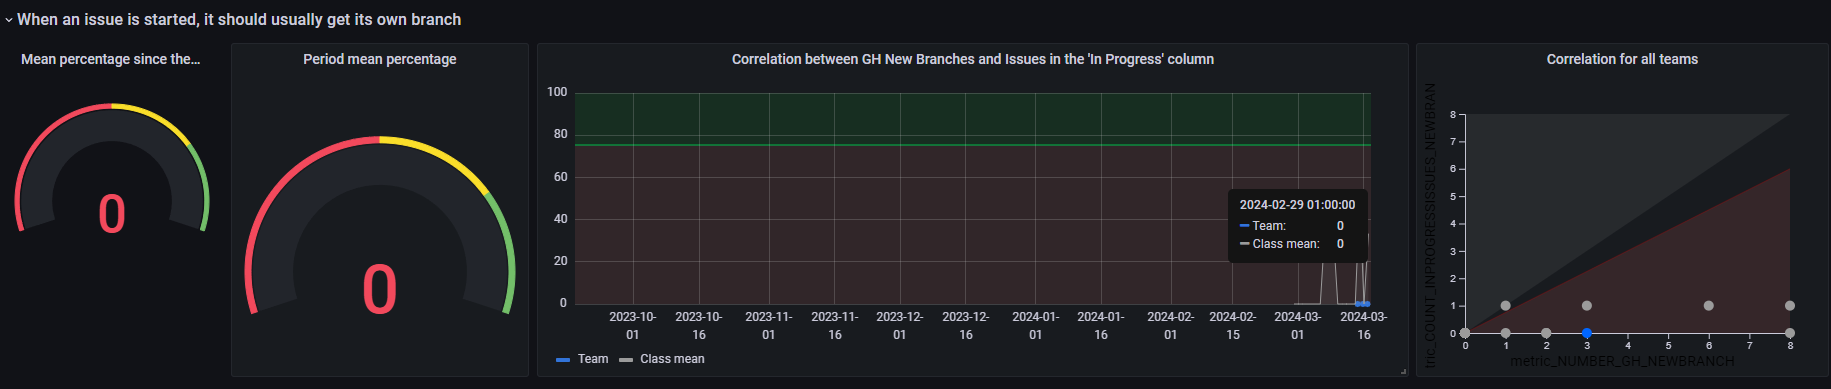 When an issue is started, it should usually get its own branch
Mean percentage since the...
0
Period mean percentage
0
Correlation between GH New Branches and Issues in the 'In Progress' column
100
80
60
40
20
0
2024-02-29 01:00:00
Team: 0
Class mean: 0
2023-10- 2023-10- 2023-11- 2023-11- 2023-12- 2023-12- 2024-01- 2024-01- 2024-02- 2024-02- 2024-03- 2024-03-
01 16 01 16 01 16 01 16 01 15 01 16
Team Class mean
Correlation for all teams
tric_COUNT_INPROGRESSISSUES_NEWBRAN
8
7
6
5
4
3
2
1
0
0 1 2 3 4 5 6 7 8
metric_NUMBER_GH_NEWBRANCH